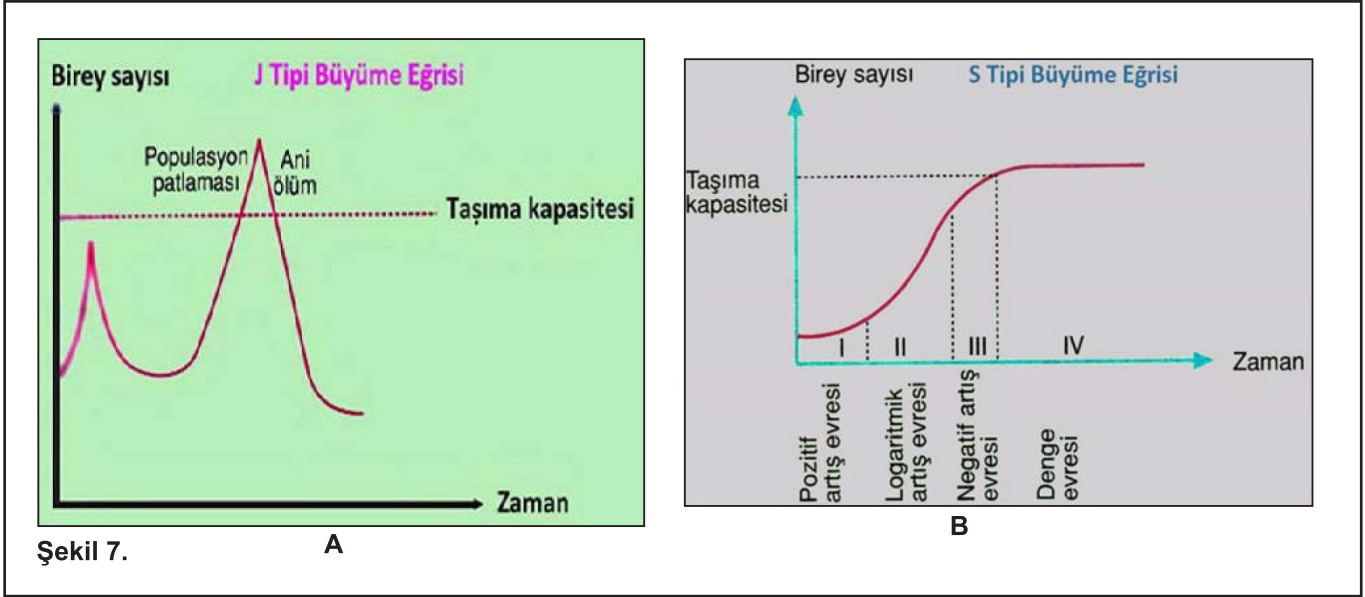 Birey sayısı
J Tipi Büyüme Eğrisi
Populasyon
patlaması
Ani
ölüm
Taşıma kapasitesi
Zaman
A
Şekil 7.
Birey sayısı
S Tipi Büyüme Eğrisi
Taşıma
kapasitesi
I
II
III
IV
Zaman
Pozitif
artış evresi
Logaritmik
artış evresi
Negatif artış
evresi
Denge
evresi
B